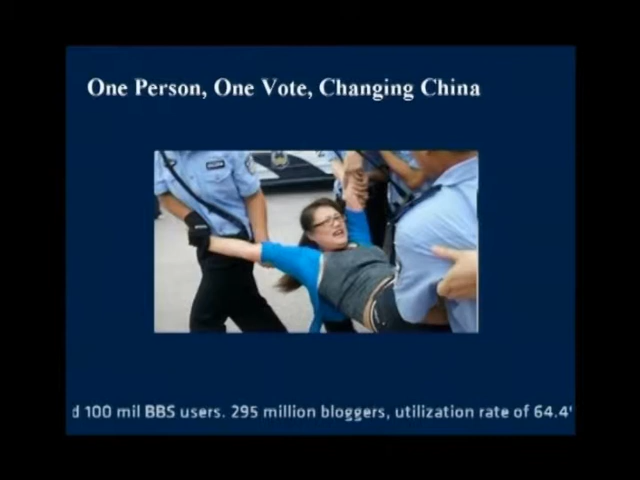 One Person, One Vote, Changing China
d 100 mil BBS users. 295 million bloggers, utilization rate of 64.4